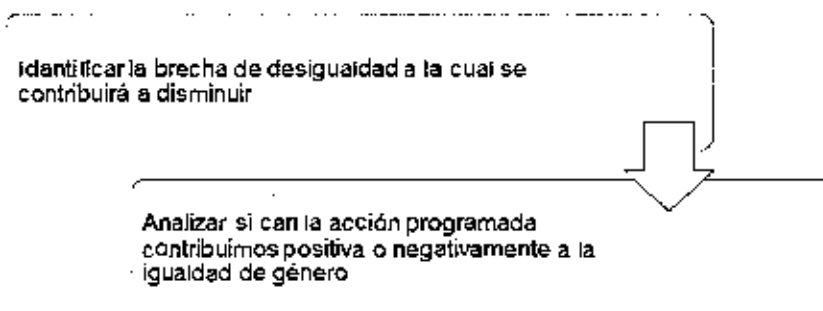 Identificar la brecha de desigualdad a la cual se
contribuirá a disminuir
Analizar si con la acción programada
contribuimos positiva o negativamente a la
igualdad de género